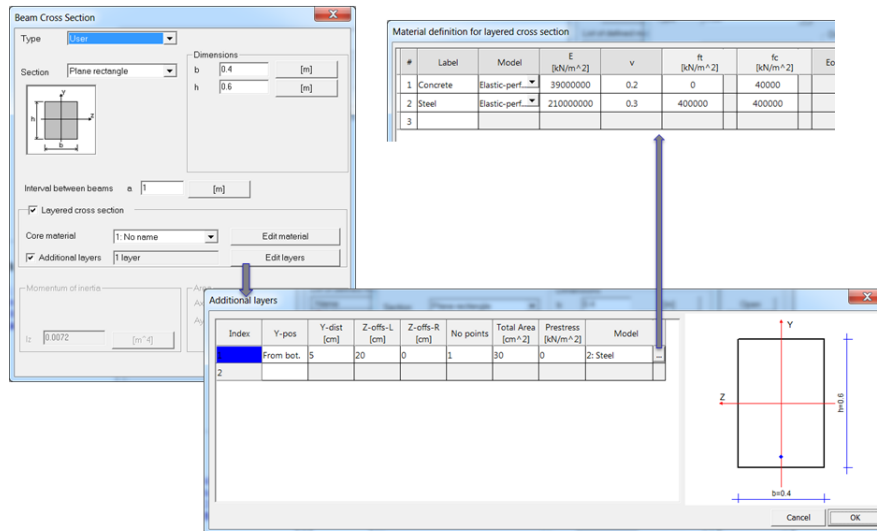 Beam Cross Section
Type User
Section Plane rectangle
Dimensions
b 0.4 [m]
h 0.6 [m]
y
h
z
b
Interval between beams a 1 [m]
Layered cross section
Core material 1: No name Edit material
Additional layers 1 layer Edit layers
Momentum of inertia
Iz 0.0072 [m^4]
Material definition for layered cross section
# Label Model E [kN/m^2] v ft [kN/m^2] fc [kN/m^2]
1 Concrete Elastic-perf... 39000000 0.2 0 40000
2 Steel Elastic-perf... 210000000 0.3 400000 400000
3
Additional layers
Index Y-pos Y-dist [cm] Z-offs-L [cm] Z-offs-R [cm] No points Total Area [cm^2] Prestress [kN/m^2] Model
From bot. 5 20 0 1 30 0 2: Steel ...
2
Y
Z
h=0.6
b=0.4
Cancel OK